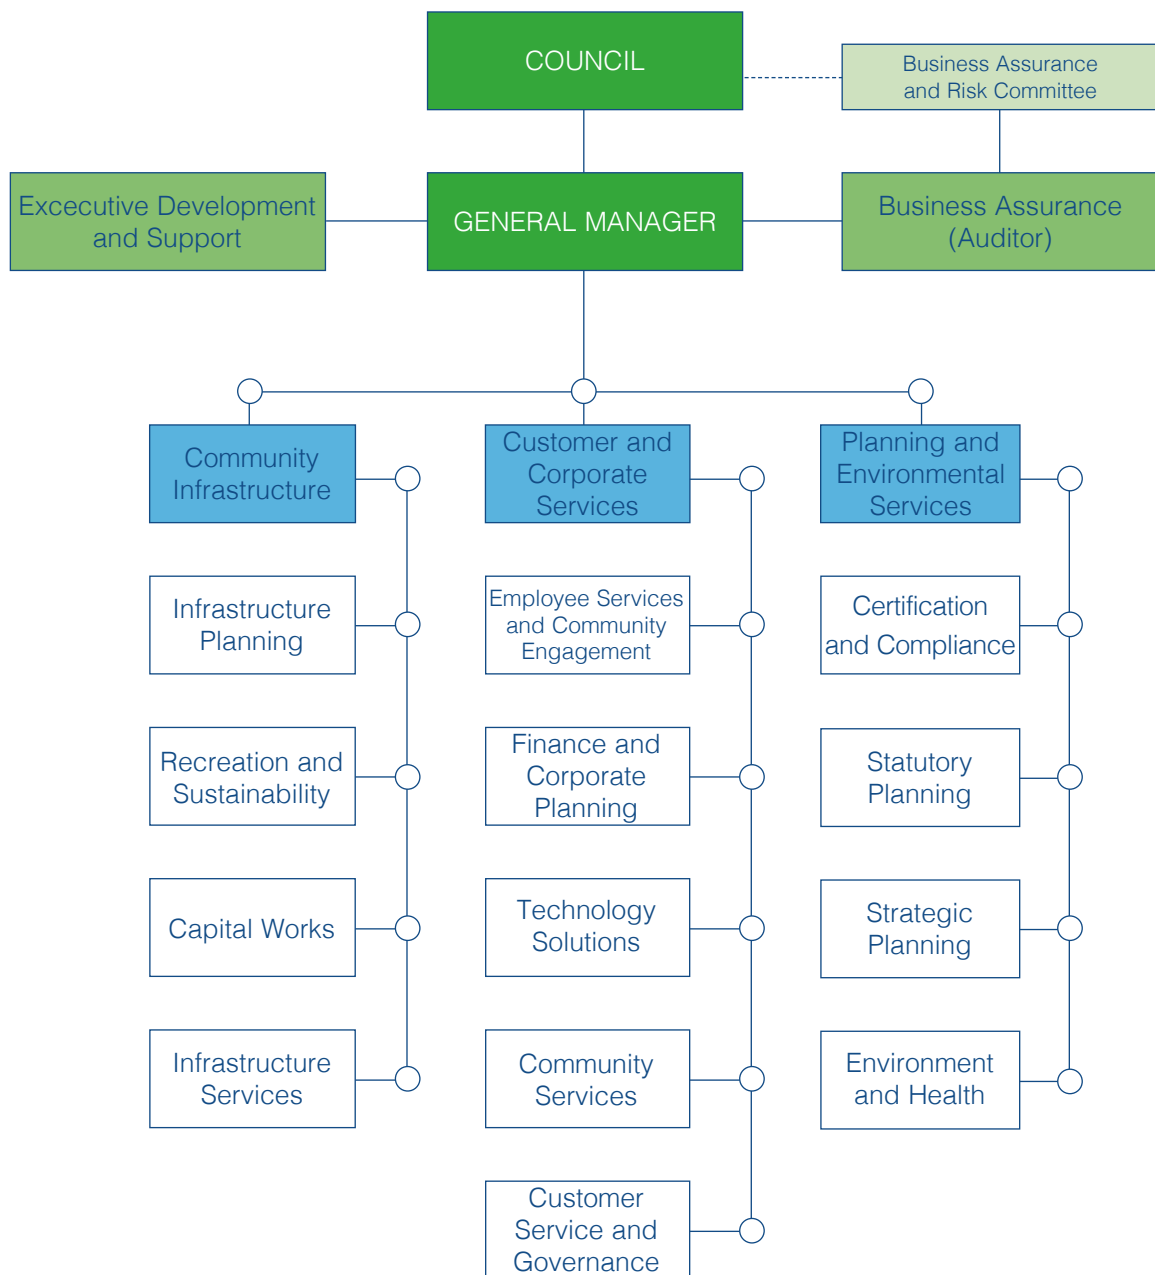 COUNCIL
Business Assurance
and Risk Committee
Excecutive Development
and Support
GENERAL MANAGER
Business Assurance
(Auditor)
Community
Infrastructure
Customer and
Corporate
Services
Planning and
Environmental
Services
Infrastructure
Planning
Employee Services
and Community
Engagement
Certification
and Compliance
Recreation and
Sustainability
Finance and
Corporate
Planning
Statutory
Planning
Capital Works
Technology
Solutions
Strategic
Planning
Infrastructure
Services
Community
Services
Environment
and Health
Customer
Service and
Governance